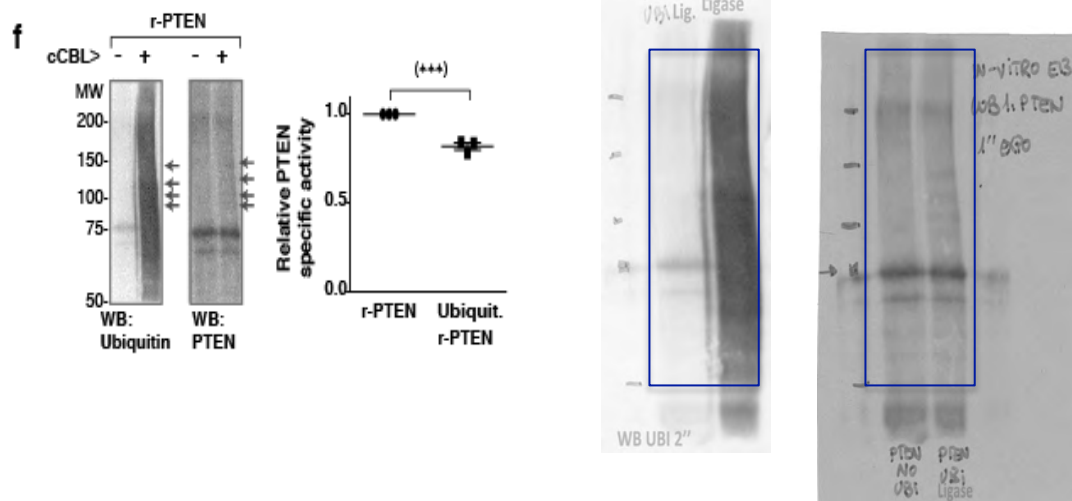 f
r-PTEN
cCBL> - + - +
MW
200-
150-
100-
75-
50-
WB:
Ubiquitin
WB:
PTEN
(***)
Relative PTEN
specific activity
1.0
0.5
0.0
r-PTEN
Ubiquit.
r-PTEN
UBi Lig.
Ligase
WB UBI 2''
IN-VITRO E3
WB1. PTEN
1''
PTEN
NO
UBi
PTEN
UBi
Ligase